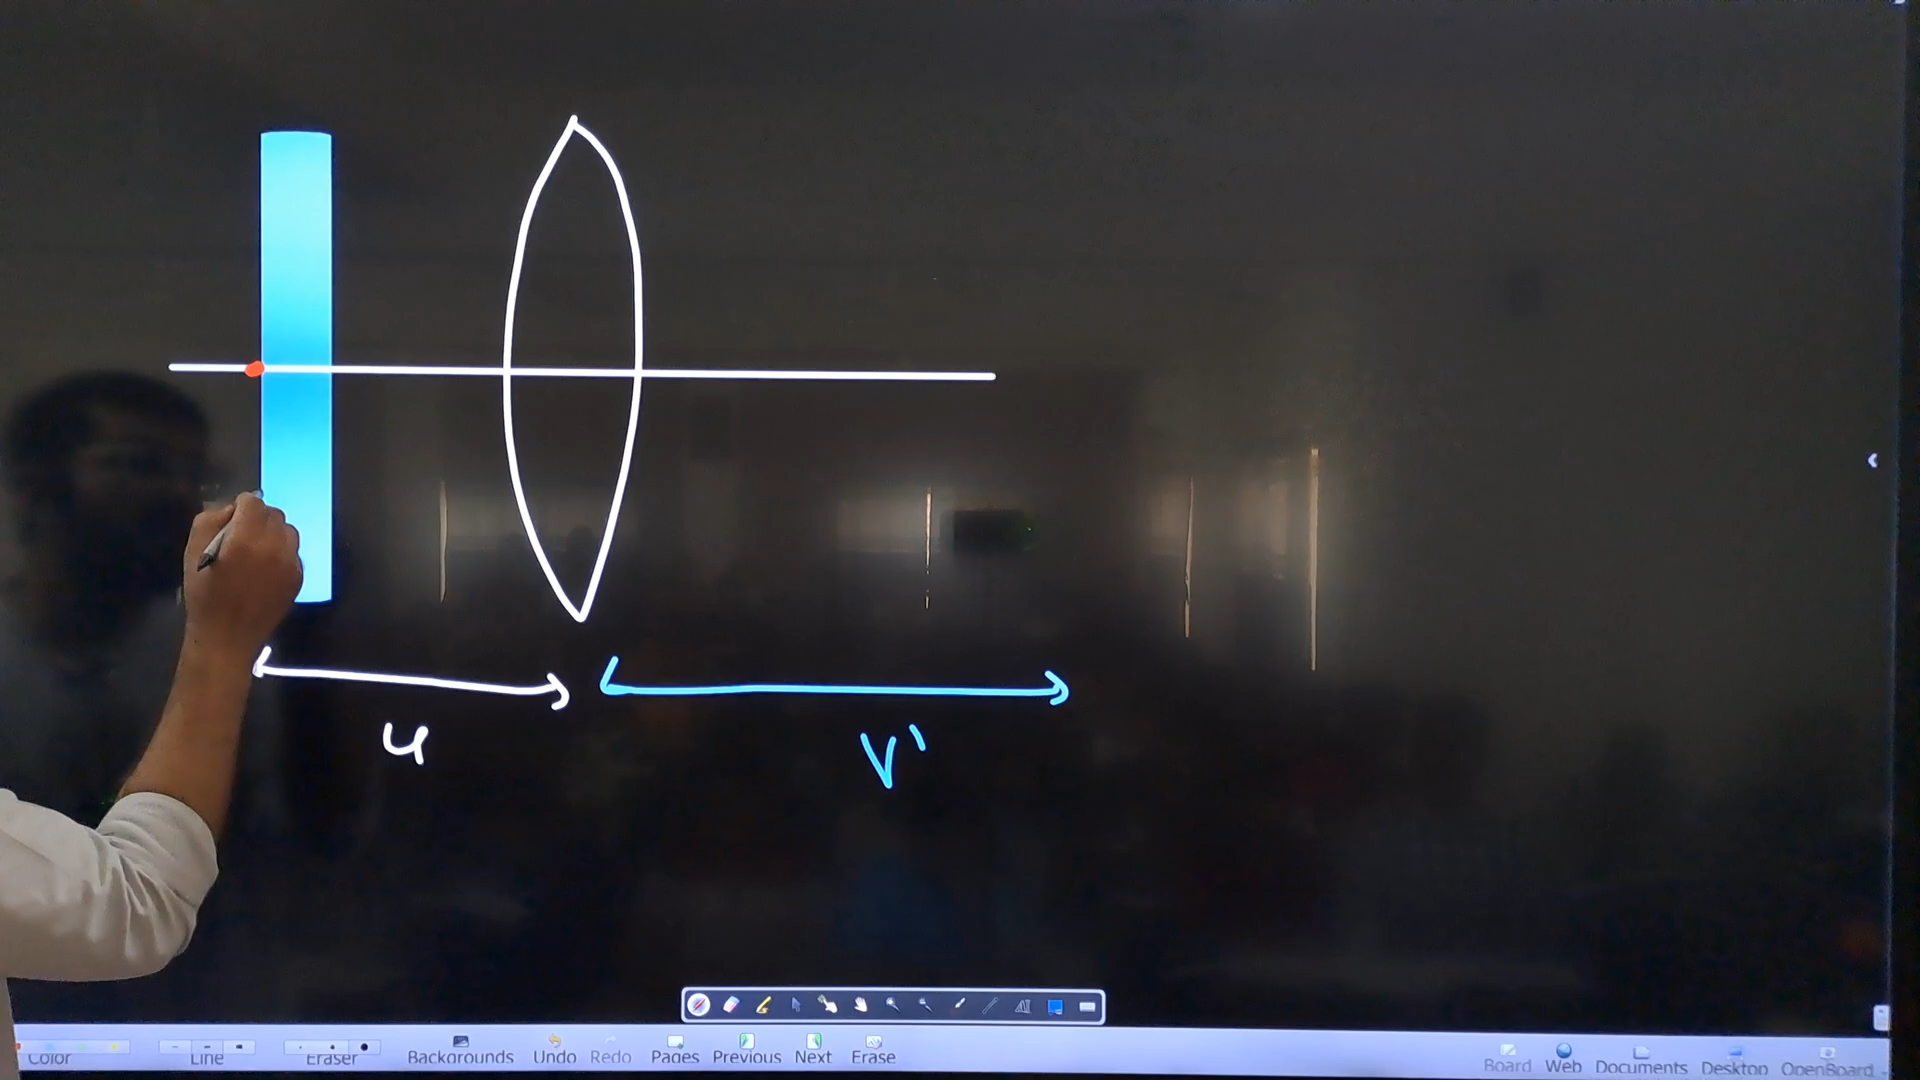 u
v'
Color Line Eraser Backgrounds Undo Redo Pages Previous Next Erase Board Web Documents Desktop OpenBoard